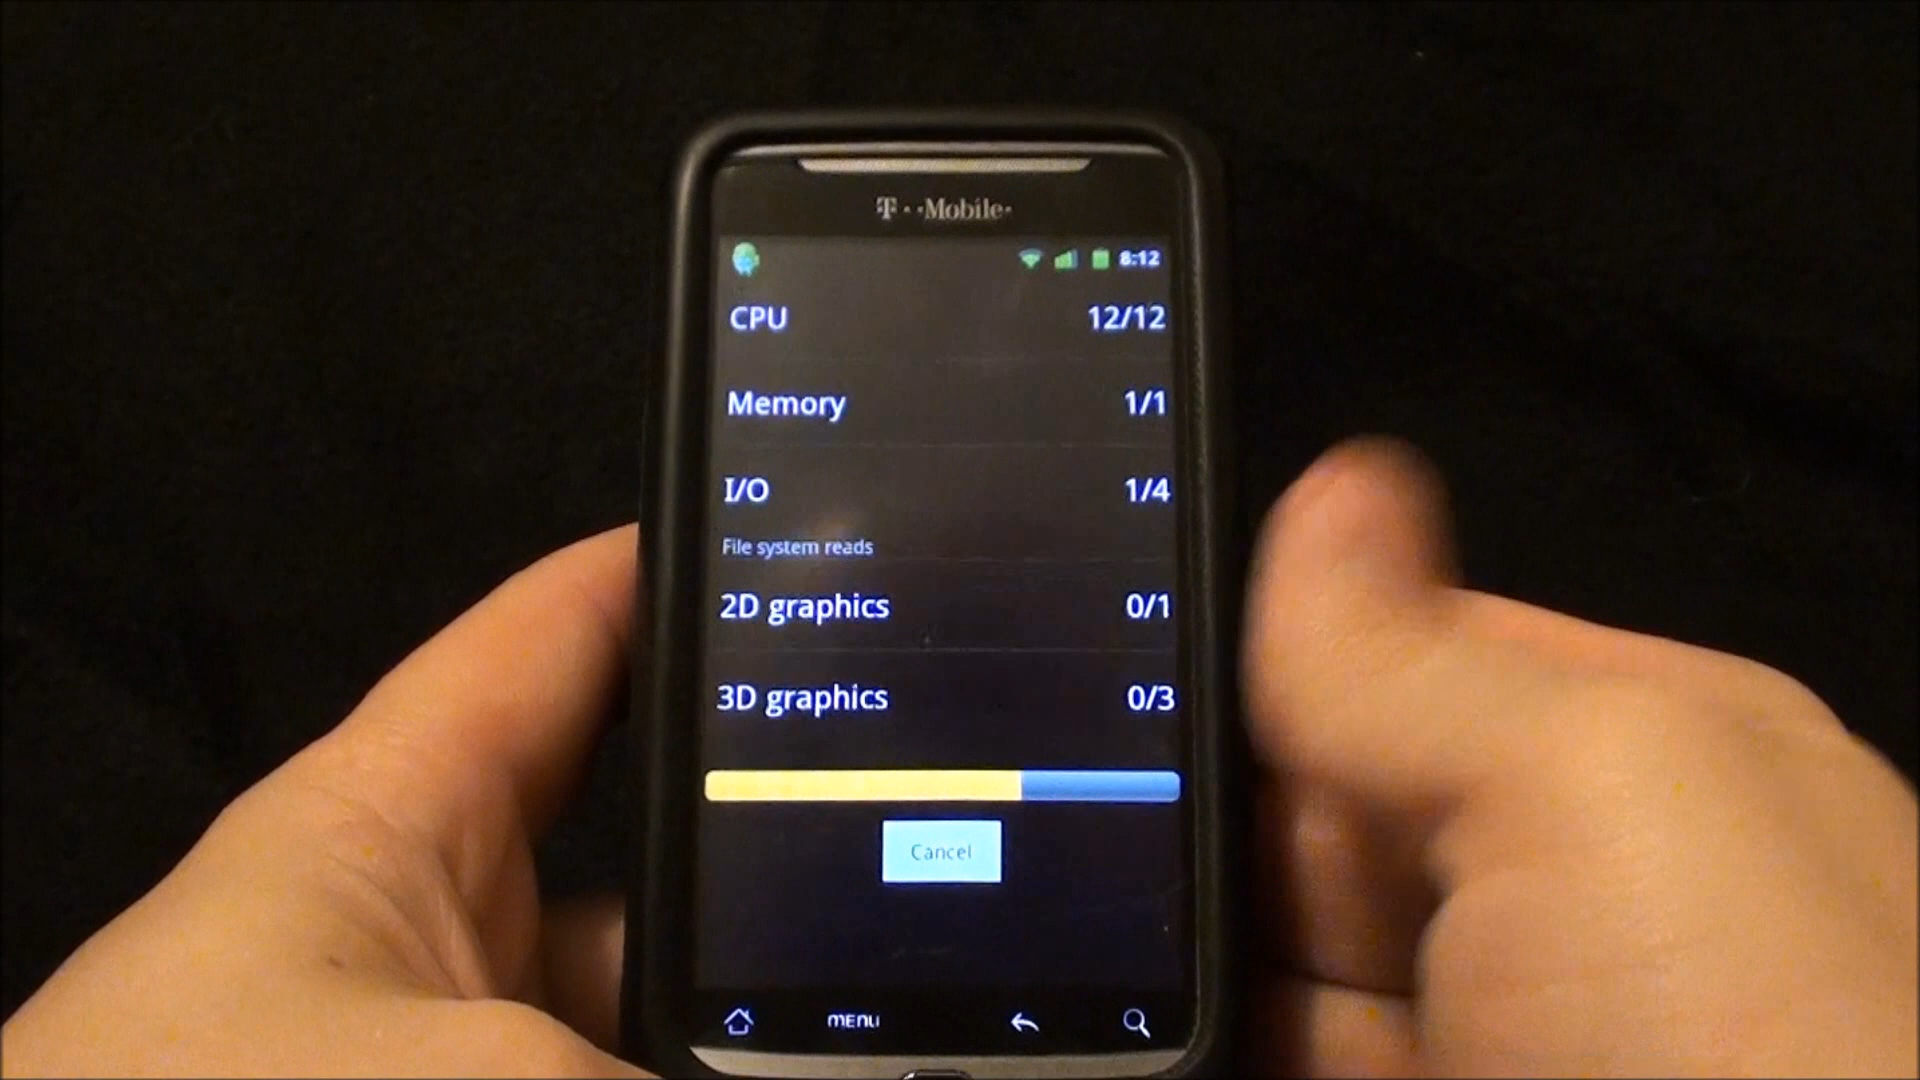 T··Mobile·
8:12
CPU 12/12
Memory 1/1
I/O 1/4
File system reads
2D graphics 0/1
3D graphics 0/3
Cancel
MENU